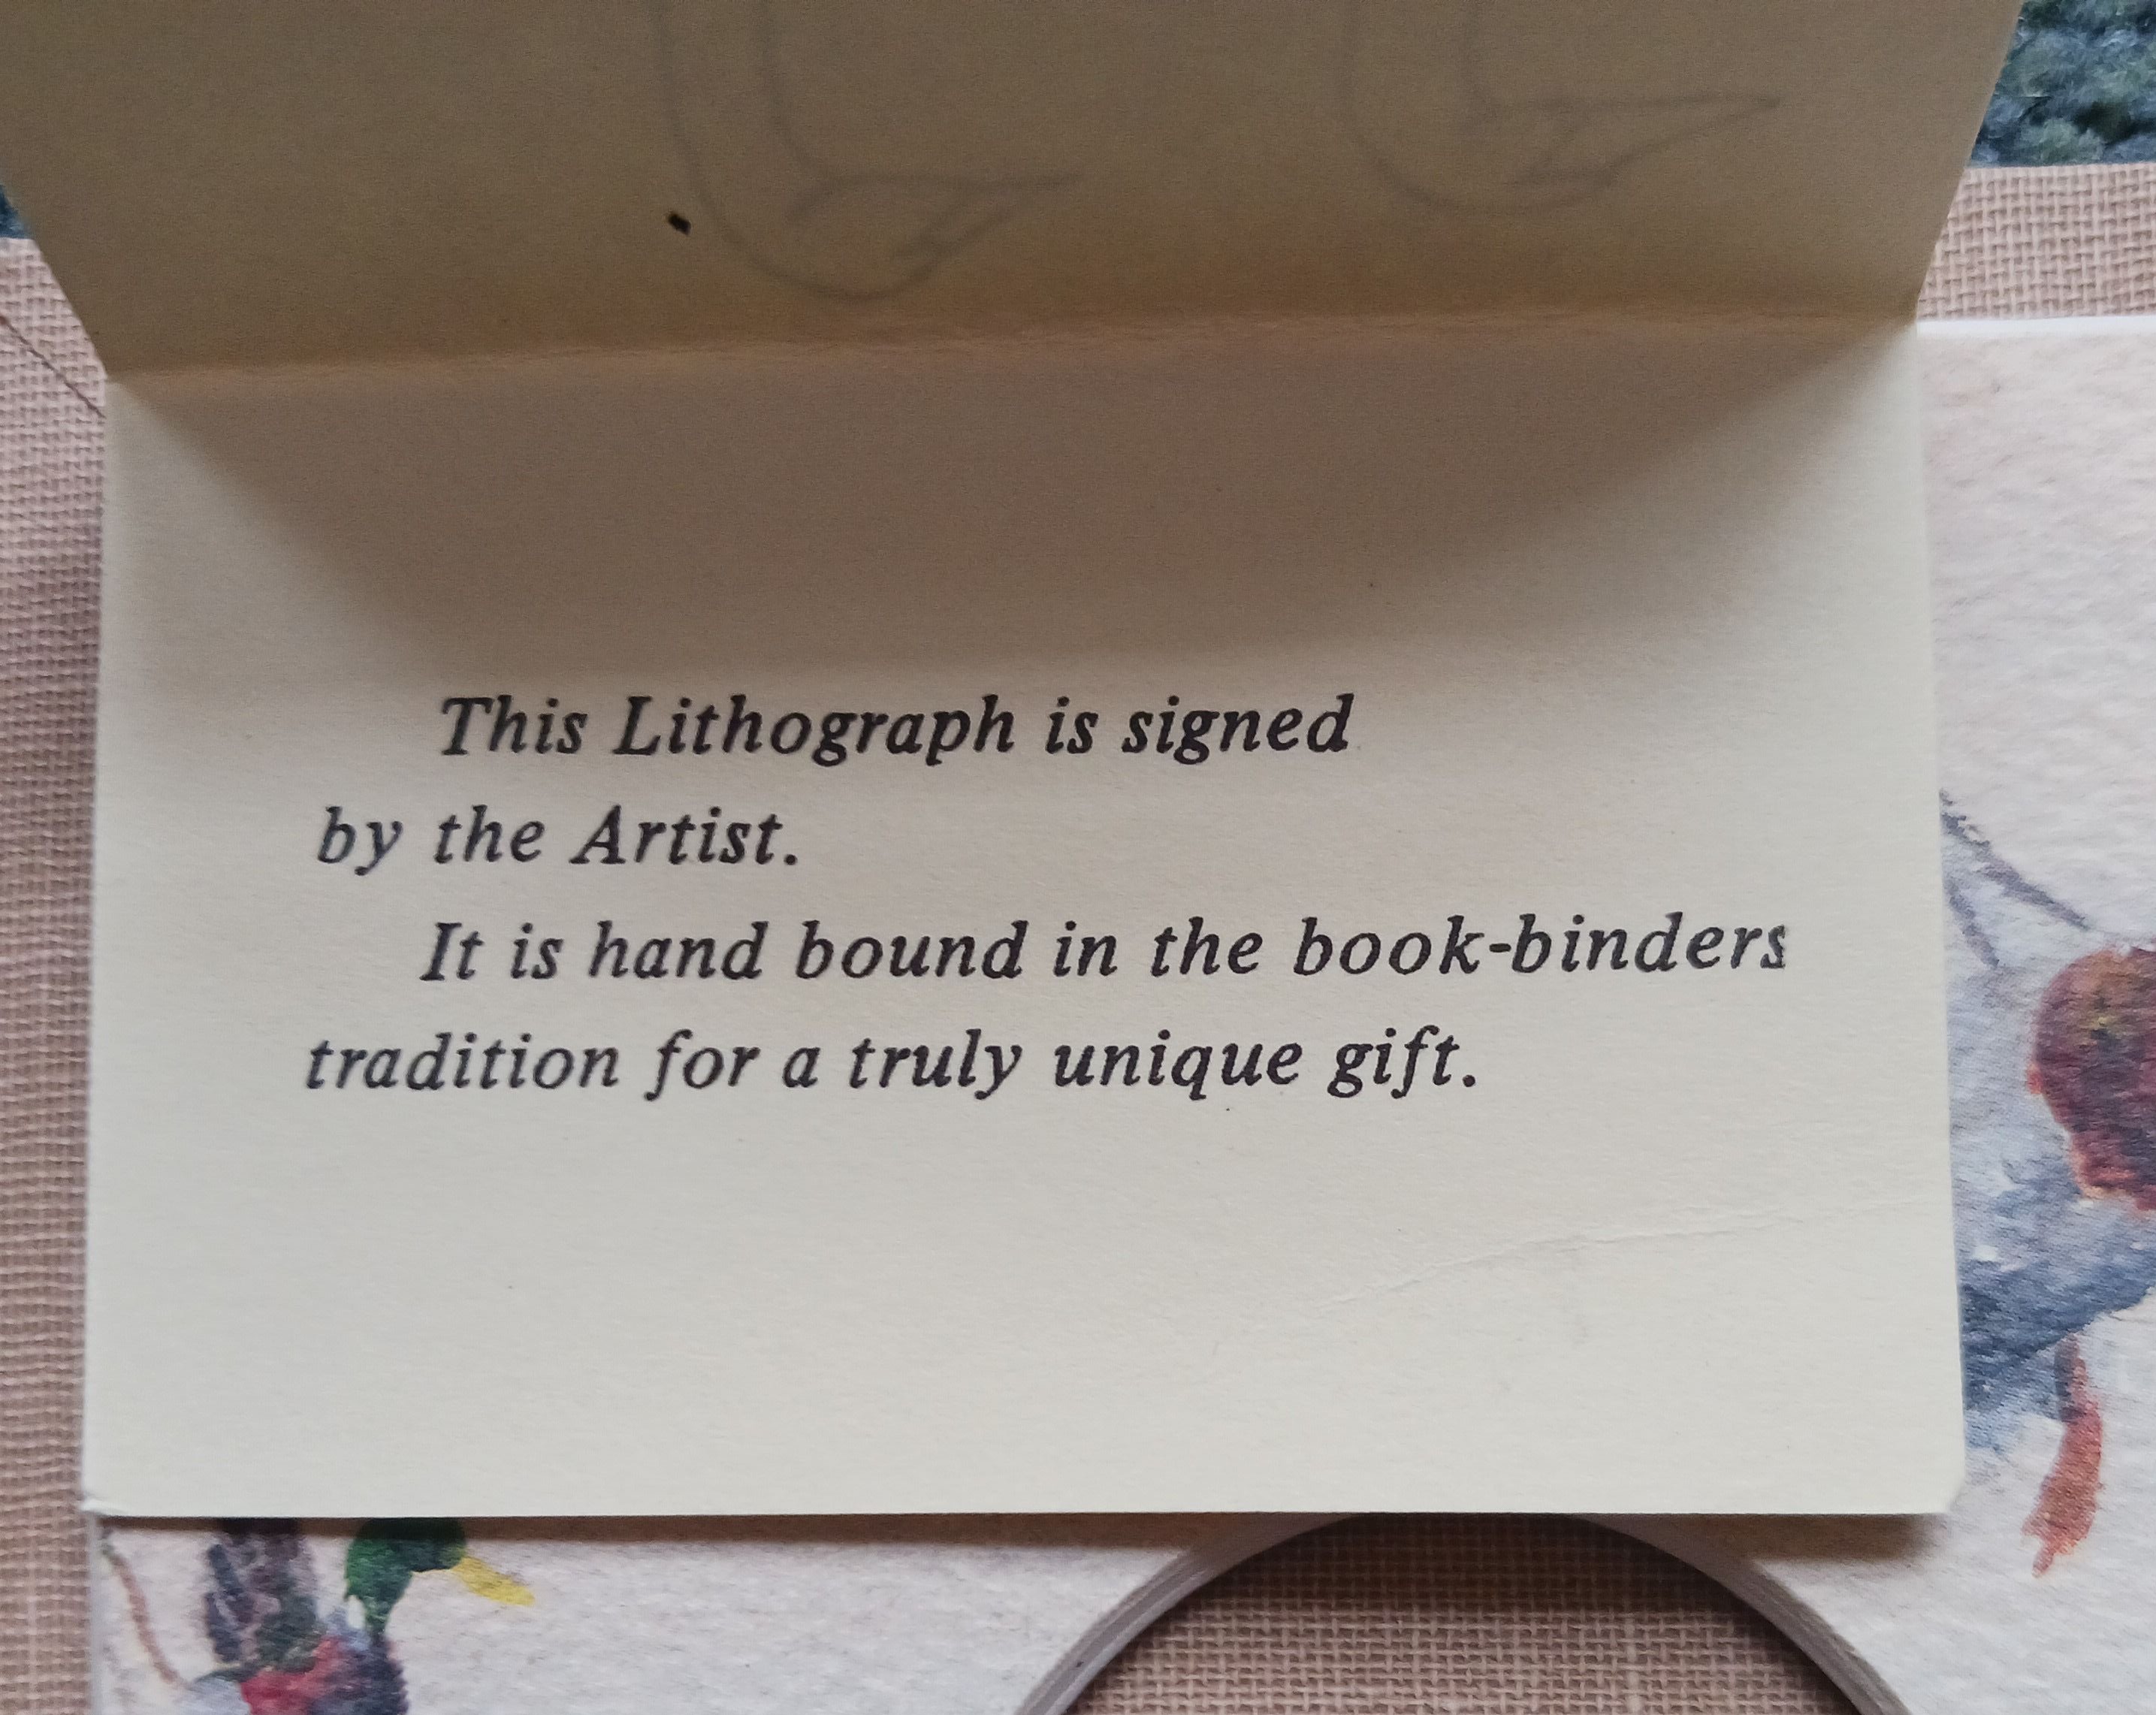 This Lithograph is signed
by the Artist.
It is hand bound in the book-binders
tradition for a truly unique gift.